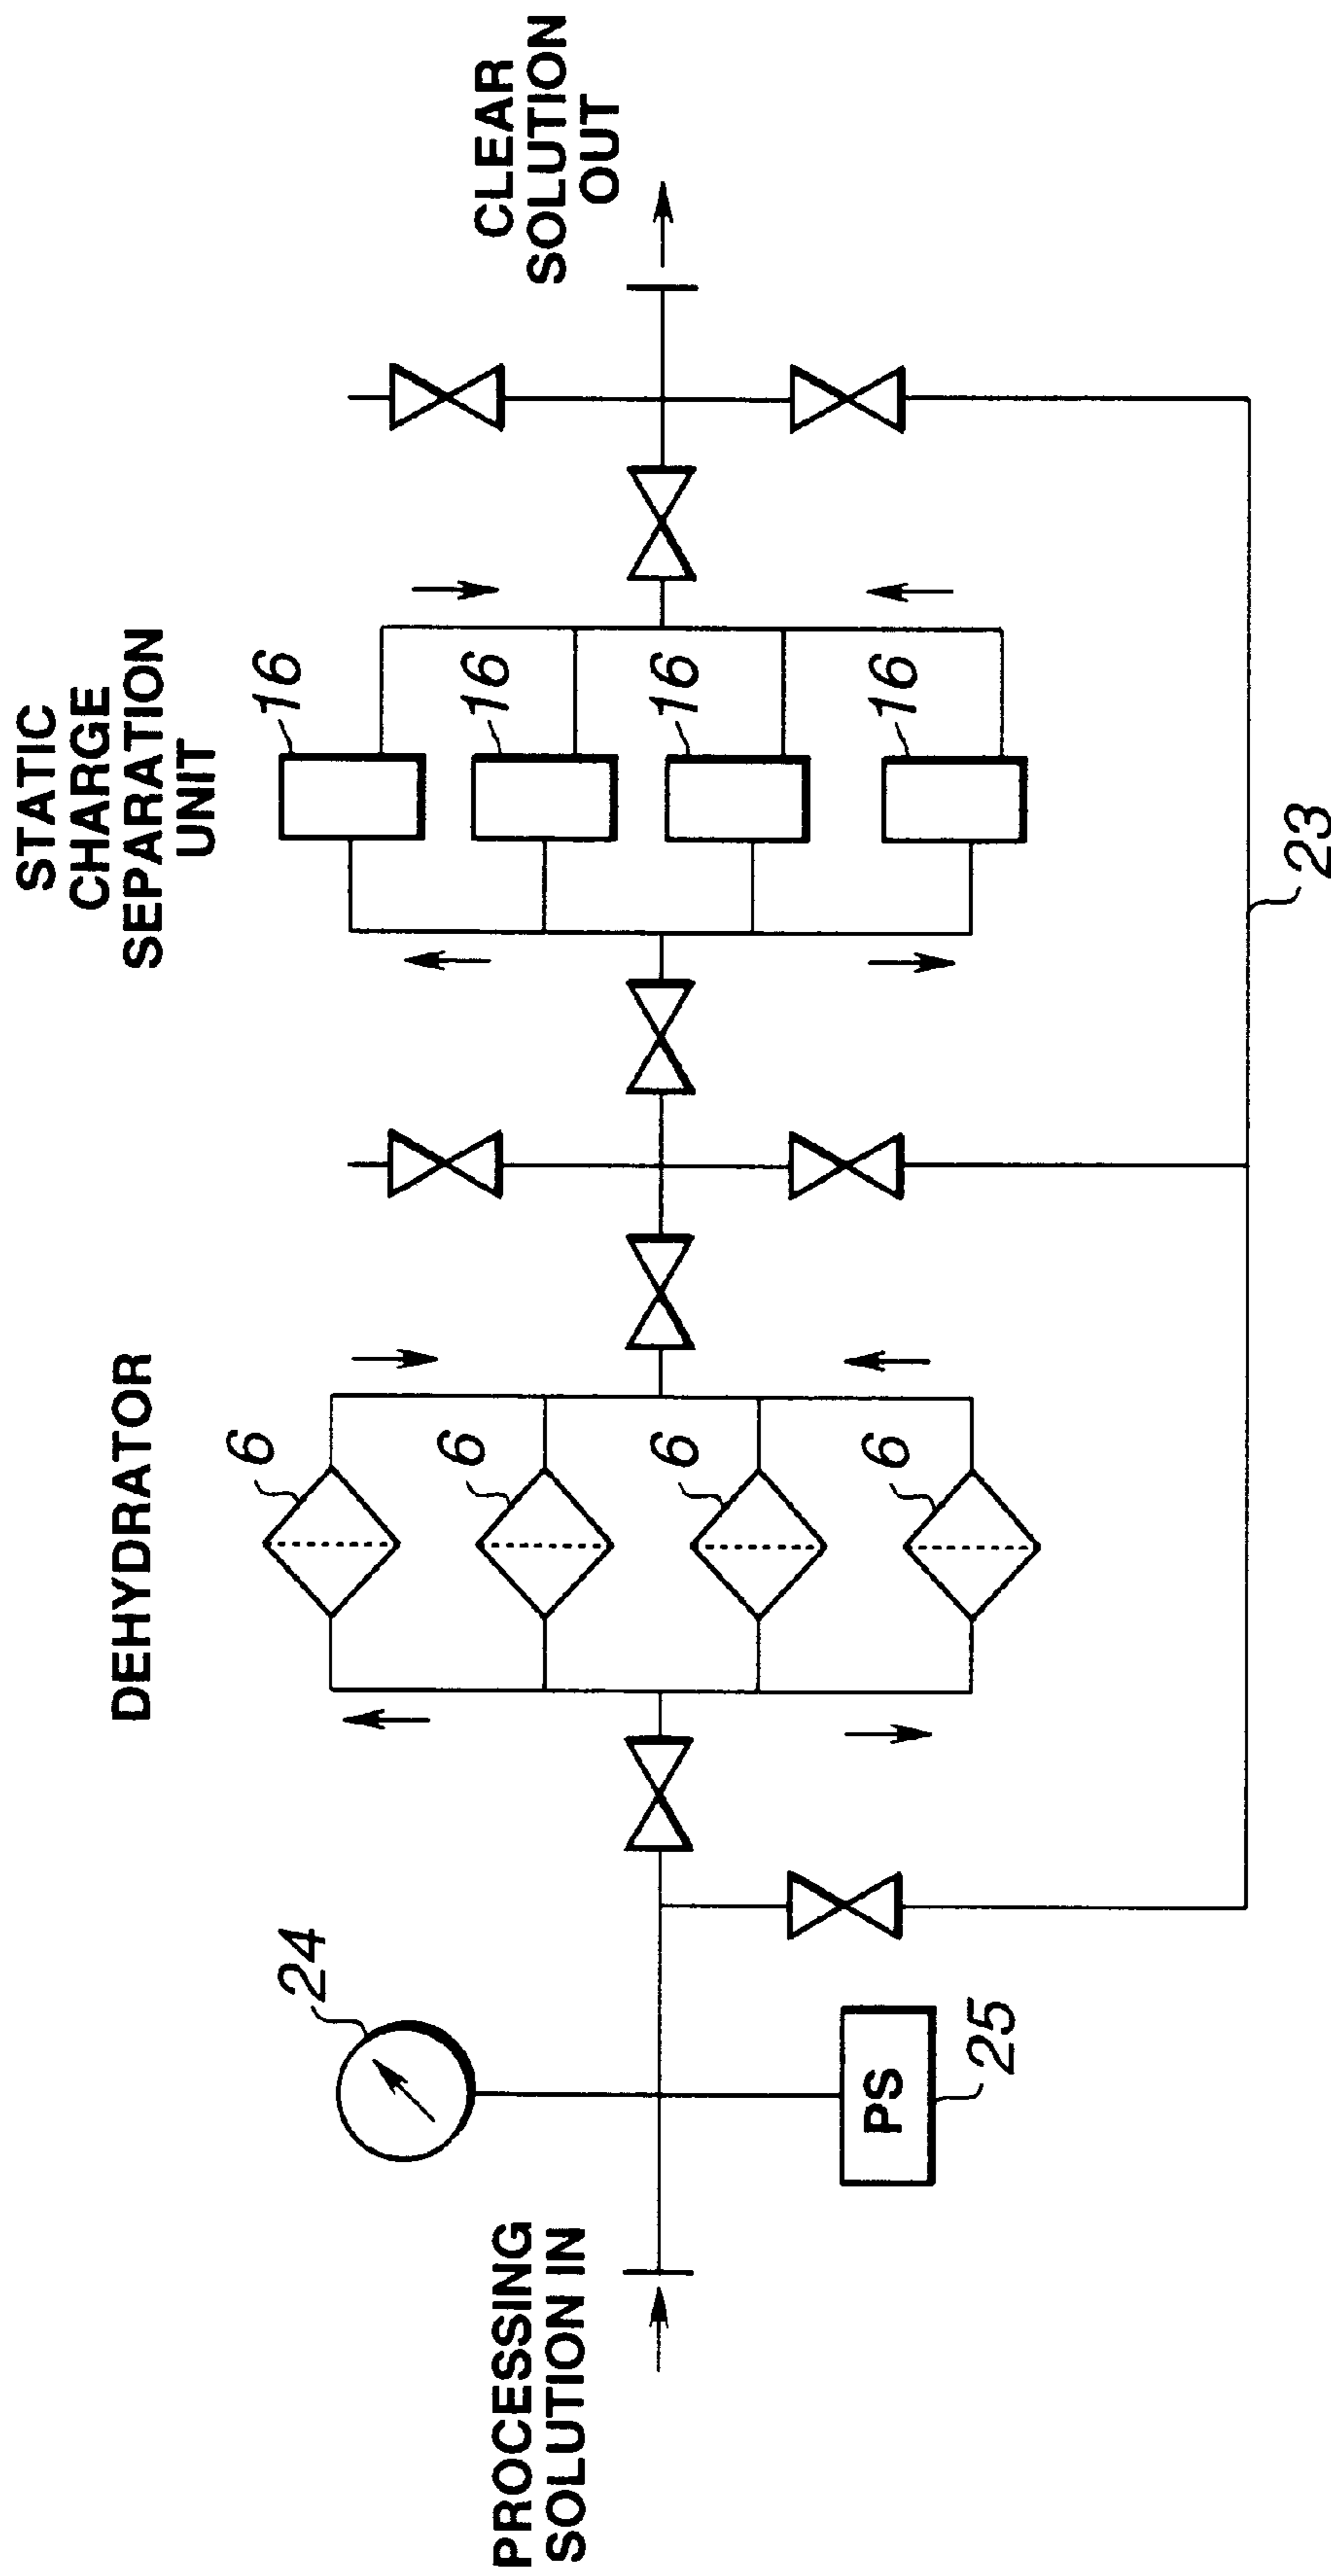 PROCESSING
SOLUTION IN
24
PS
25
DEHYDRATOR
6
6
6
6
STATIC
CHARGE
SEPARATION
UNIT
16
16
16
16
23
CLEAR
SOLUTION
OUT